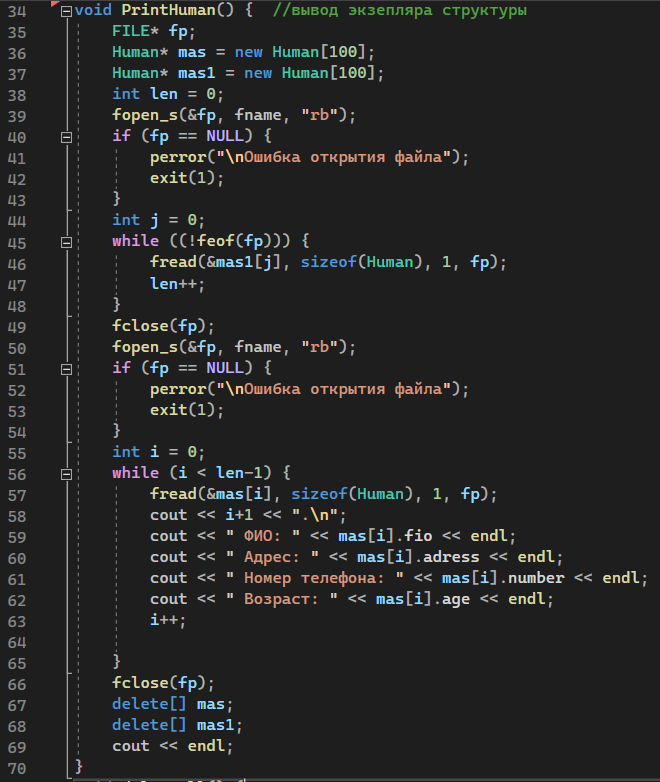 34 void PrintHuman() {  //вывод экзепляра структуры
35     FILE* fp;
36     Human* mas = new Human[100];
37     Human* mas1 = new Human[100];
38     int len = 0;
39     fopen_s(&fp, fname, "rb");
40     if (fp == NULL) {
41         perror("\nОшибка открытия файла");
42         exit(1);
43     }
44     int j = 0;
45     while ((!feof(fp))) {
46         fread(&mas1[j], sizeof(Human), 1, fp);
47         len++;
48     }
49     fclose(fp);
50     fopen_s(&fp, fname, "rb");
51     if (fp == NULL) {
52         perror("\nОшибка открытия файла");
53         exit(1);
54     }
55     int i = 0;
56     while (i < len-1) {
57         fread(&mas[i], sizeof(Human), 1, fp);
58         cout << i+1 << ".\n";
59         cout << " ФИО: " << mas[i].fio << endl;
60         cout << " Адрес: " << mas[i].adress << endl;
61         cout << " Номер телефона: " << mas[i].number << endl;
62         cout << " Возраст: " << mas[i].age << endl;
63         i++;
64
65     }
66     fclose(fp);
67     delete[] mas;
68     delete[] mas1;
69     cout << endl;
70 }